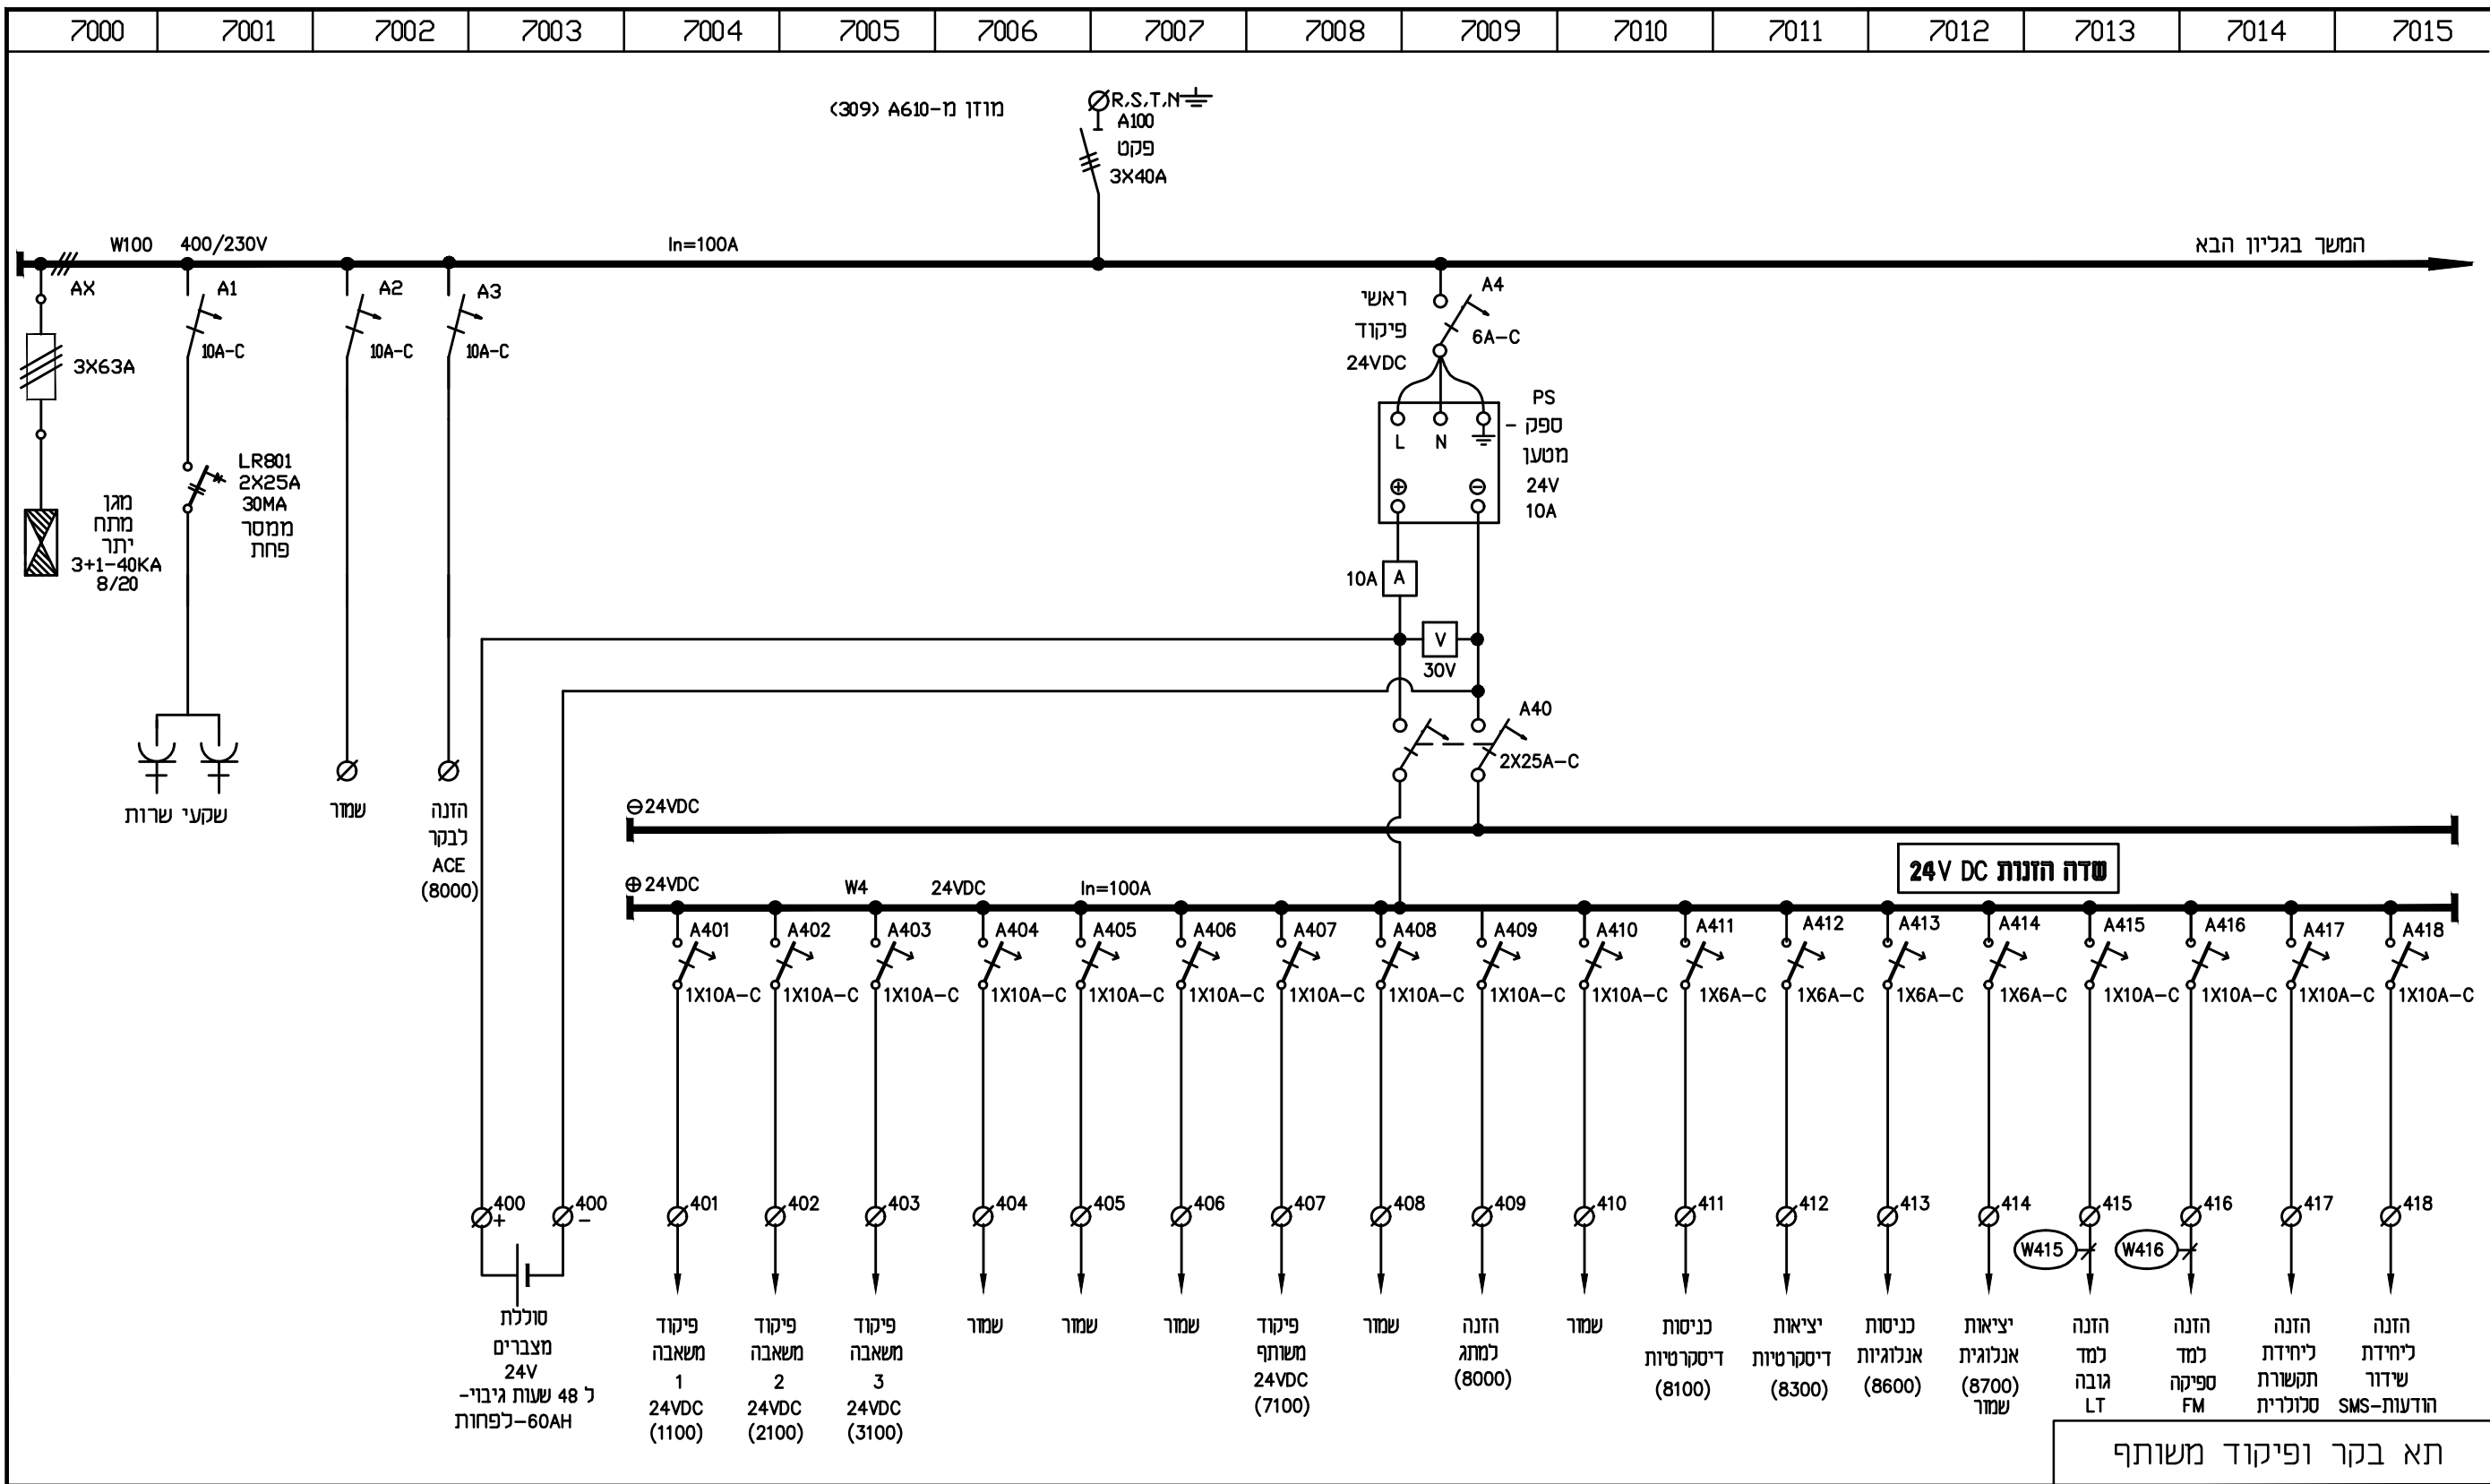 7000 7001 7002 7003 7004 7005 7006 7007 7008 7009 7010 7011 7012 7013 7014 7015
מוזן מ-A610 (309)
R,S,T,N
A100
פקט
3X40A
W100 400/230V In=100A
המשך בגליון הבא
AX
3X63A
מגן
מתח
יתר
3+1-40KA
8/20
A1
10A-C
LR801
2X25A
30MA
ממסר
פחת
שקעי שרות
A2
10A-C
שמור
A3
10A-C
הזנה
לבקר
ACE
(8000)
ראשי
פיקוד
24VDC
A4
6A-C
PS
ספק -
מטען
24V
10A
L N
+ -
10A A
V
30V
A40
2X25A-C
⊖ 24VDC
שדה הזנות 24V DC
⊕ 24VDC W4 24VDC In=100A
A401 A402 A403 A404 A405 A406 A407 A408 A409 A410 A411 A412 A413 A414 A415 A416 A417 A418
1X10A-C 1X10A-C 1X10A-C 1X10A-C 1X10A-C 1X10A-C 1X10A-C 1X10A-C 1X10A-C 1X10A-C 1X6A-C 1X6A-C 1X6A-C 1X6A-C 1X10A-C 1X10A-C 1X10A-C 1X10A-C
400 400 401 402 403 404 405 406 407 408 409 410 411 412 413 414 415 416 417 418
+ -
W415 W416
סוללת
מצברים
24V
ל 48 שעות גיבוי-
לפחות-60AH
פיקוד
משאבה
1
24VDC
(1100)
פיקוד
משאבה
2
24VDC
(2100)
פיקוד
משאבה
3
24VDC
(3100)
שמור
שמור
שמור
פיקוד
משותף
24VDC
(7100)
שמור
הזנה
למתג
(8000)
שמור
כניסות
דיסקרטיות
(8100)
יציאות
דיסקרטיות
(8300)
כניסות
אנלוגיות
(8600)
יציאות
אנלוגית
(8700)
שמור
הזנה
למד
גובה
LT
הזנה
למד
ספיקה
FM
הזנה
ליחידת
תקשורת
סלולרית
הזנה
ליחידת
שידור
הודעות-SMS
תא בקר ופיקוד משותף